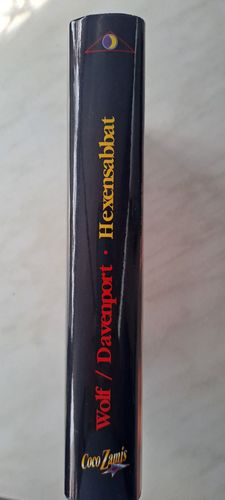 Wolf / Davenport · Hexensabbat
Coco Zamis